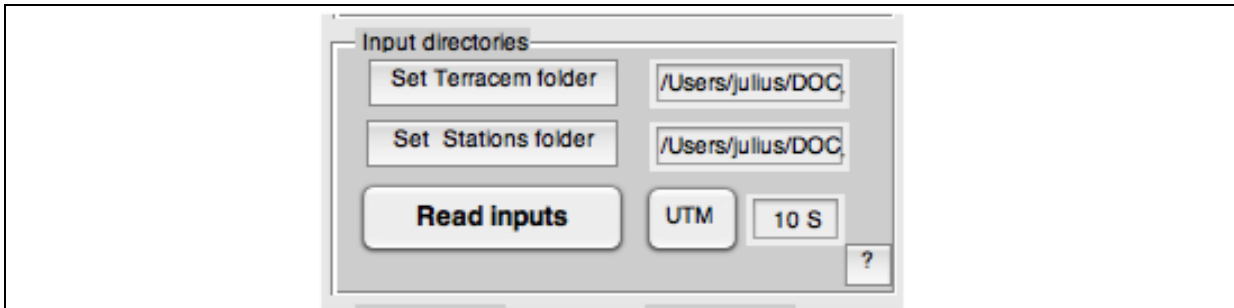 Input directories
Set Terracem folder /Users/julius/DOC
Set Stations folder /Users/julius/DOC
Read inputs UTM 10 S
?